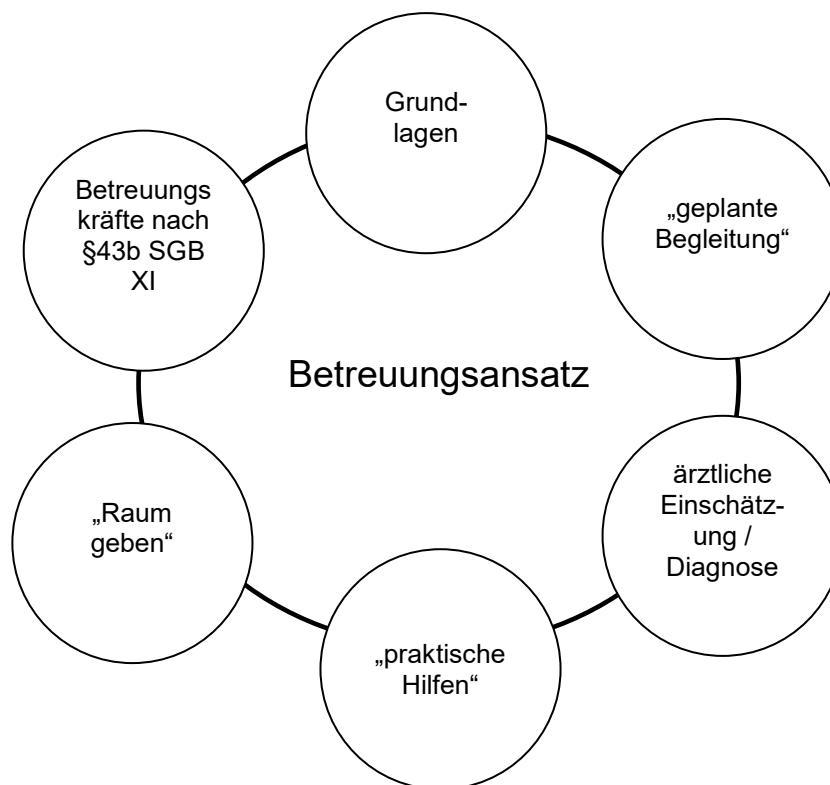 Grund-
lagen
„geplante
Begleitung“
ärztliche
Einschätz-
ung /
Diagnose
„praktische
Hilfen“
„Raum
geben“
Betreuungs
kräfte nach
§43b SGB
XI
Betreuungsansatz